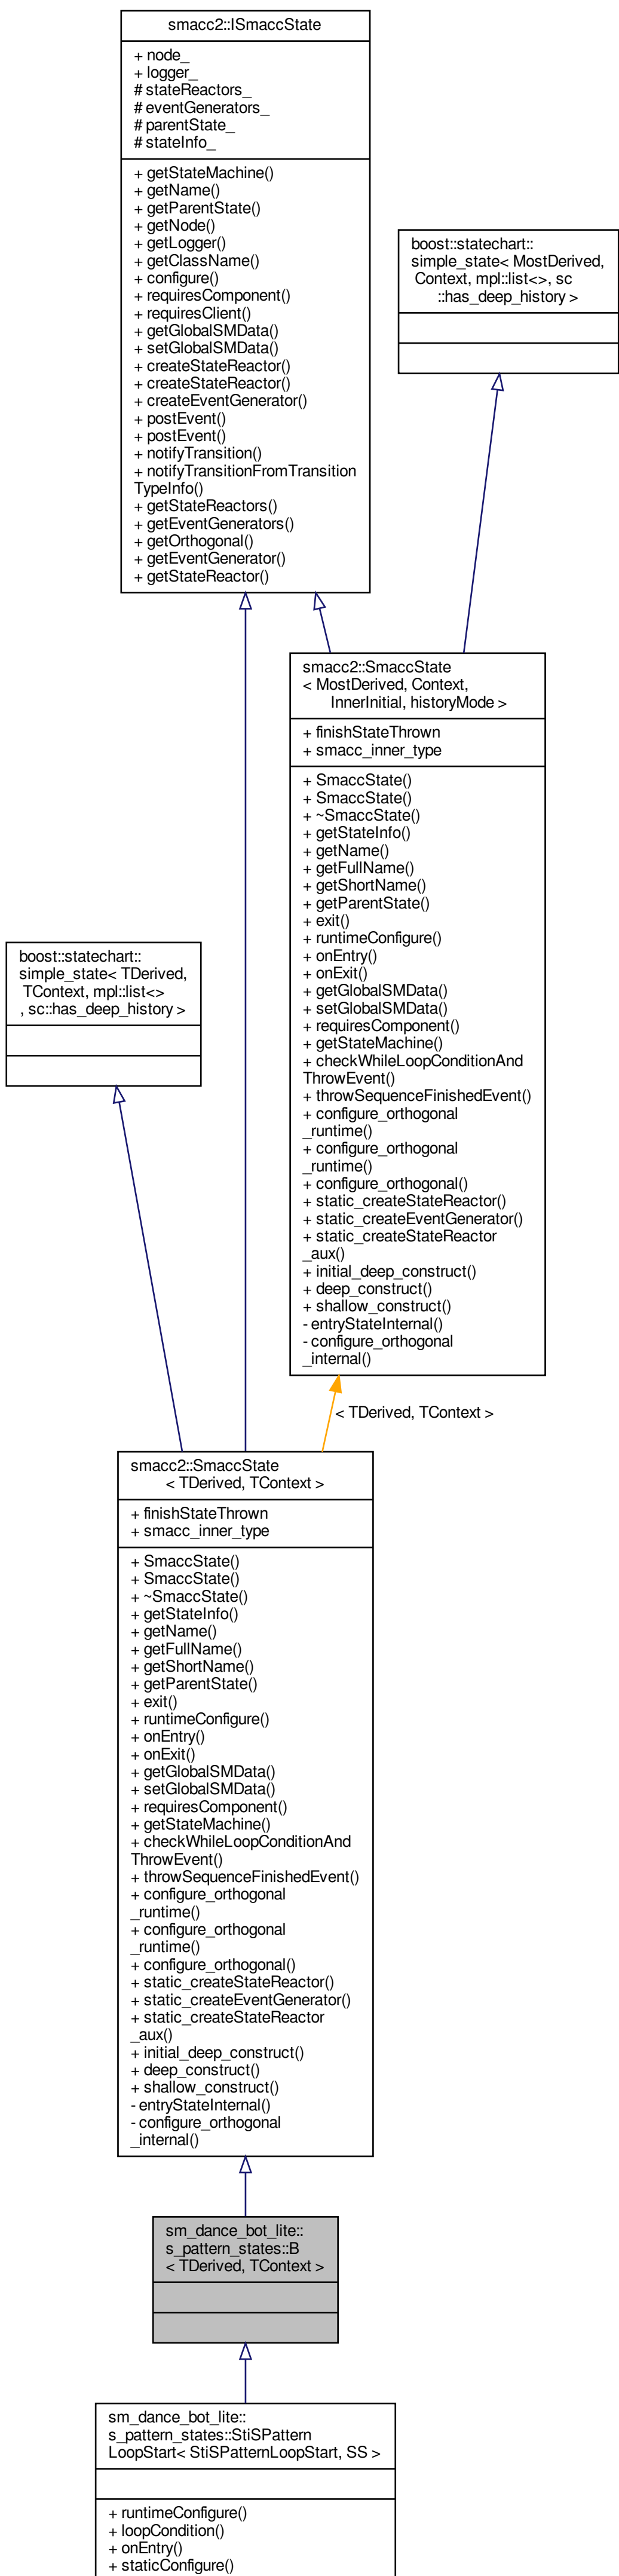 smacc2::ISmaccState
+ node_
+ logger_
# stateReactors_
# eventGenerators_
# parentState_
# stateInfo_
+ getStateMachine()
+ getName()
+ getParentState()
+ getNode()
+ getLogger()
+ getClassName()
+ configure()
+ requiresComponent()
+ requiresClient()
+ getGlobalSMData()
+ setGlobalSMData()
+ createStateReactor()
+ createStateReactor()
+ createEventGenerator()
+ postEvent()
+ postEvent()
+ notifyTransition()
+ notifyTransitionFromTransition
TypeInfo()
+ getStateReactors()
+ getEventGenerators()
+ getOrthogonal()
+ getEventGenerator()
+ getStateReactor()
boost::statechart::
simple_state< MostDerived,
Context, mpl::list<>, sc
::has_deep_history >
smacc2::SmaccState
< MostDerived, Context,
InnerInitial, historyMode >
+ finishStateThrown
+ smacc_inner_type
+ SmaccState()
+ SmaccState()
+ ~SmaccState()
+ getStateInfo()
+ getName()
+ getFullName()
+ getShortName()
+ getParentState()
+ exit()
+ runtimeConfigure()
+ onEntry()
+ onExit()
+ getGlobalSMData()
+ setGlobalSMData()
+ requiresComponent()
+ getStateMachine()
+ checkWhileLoopConditionAnd
ThrowEvent()
+ throwSequenceFinishedEvent()
+ configure_orthogonal
_runtime()
+ configure_orthogonal
_runtime()
+ configure_orthogonal()
+ static_createStateReactor()
+ static_createEventGenerator()
+ static_createStateReactor
_aux()
+ initial_deep_construct()
+ deep_construct()
+ shallow_construct()
- entryStateInternal()
- configure_orthogonal
_internal()
boost::statechart::
simple_state< TDerived,
TContext, mpl::list<>
, sc::has_deep_history >
< TDerived, TContext >
smacc2::SmaccState
< TDerived, TContext >
+ finishStateThrown
+ smacc_inner_type
+ SmaccState()
+ SmaccState()
+ ~SmaccState()
+ getStateInfo()
+ getName()
+ getFullName()
+ getShortName()
+ getParentState()
+ exit()
+ runtimeConfigure()
+ onEntry()
+ onExit()
+ getGlobalSMData()
+ setGlobalSMData()
+ requiresComponent()
+ getStateMachine()
+ checkWhileLoopConditionAnd
ThrowEvent()
+ throwSequenceFinishedEvent()
+ configure_orthogonal
_runtime()
+ configure_orthogonal
_runtime()
+ configure_orthogonal()
+ static_createStateReactor()
+ static_createEventGenerator()
+ static_createStateReactor
_aux()
+ initial_deep_construct()
+ deep_construct()
+ shallow_construct()
- entryStateInternal()
- configure_orthogonal
_internal()
sm_dance_bot_lite::
s_pattern_states::B
< TDerived, TContext >
sm_dance_bot_lite::
s_pattern_states::StiSPattern
LoopStart< StiSPatternLoopStart, SS >
+ runtimeConfigure()
+ loopCondition()
+ onEntry()
+ staticConfigure()